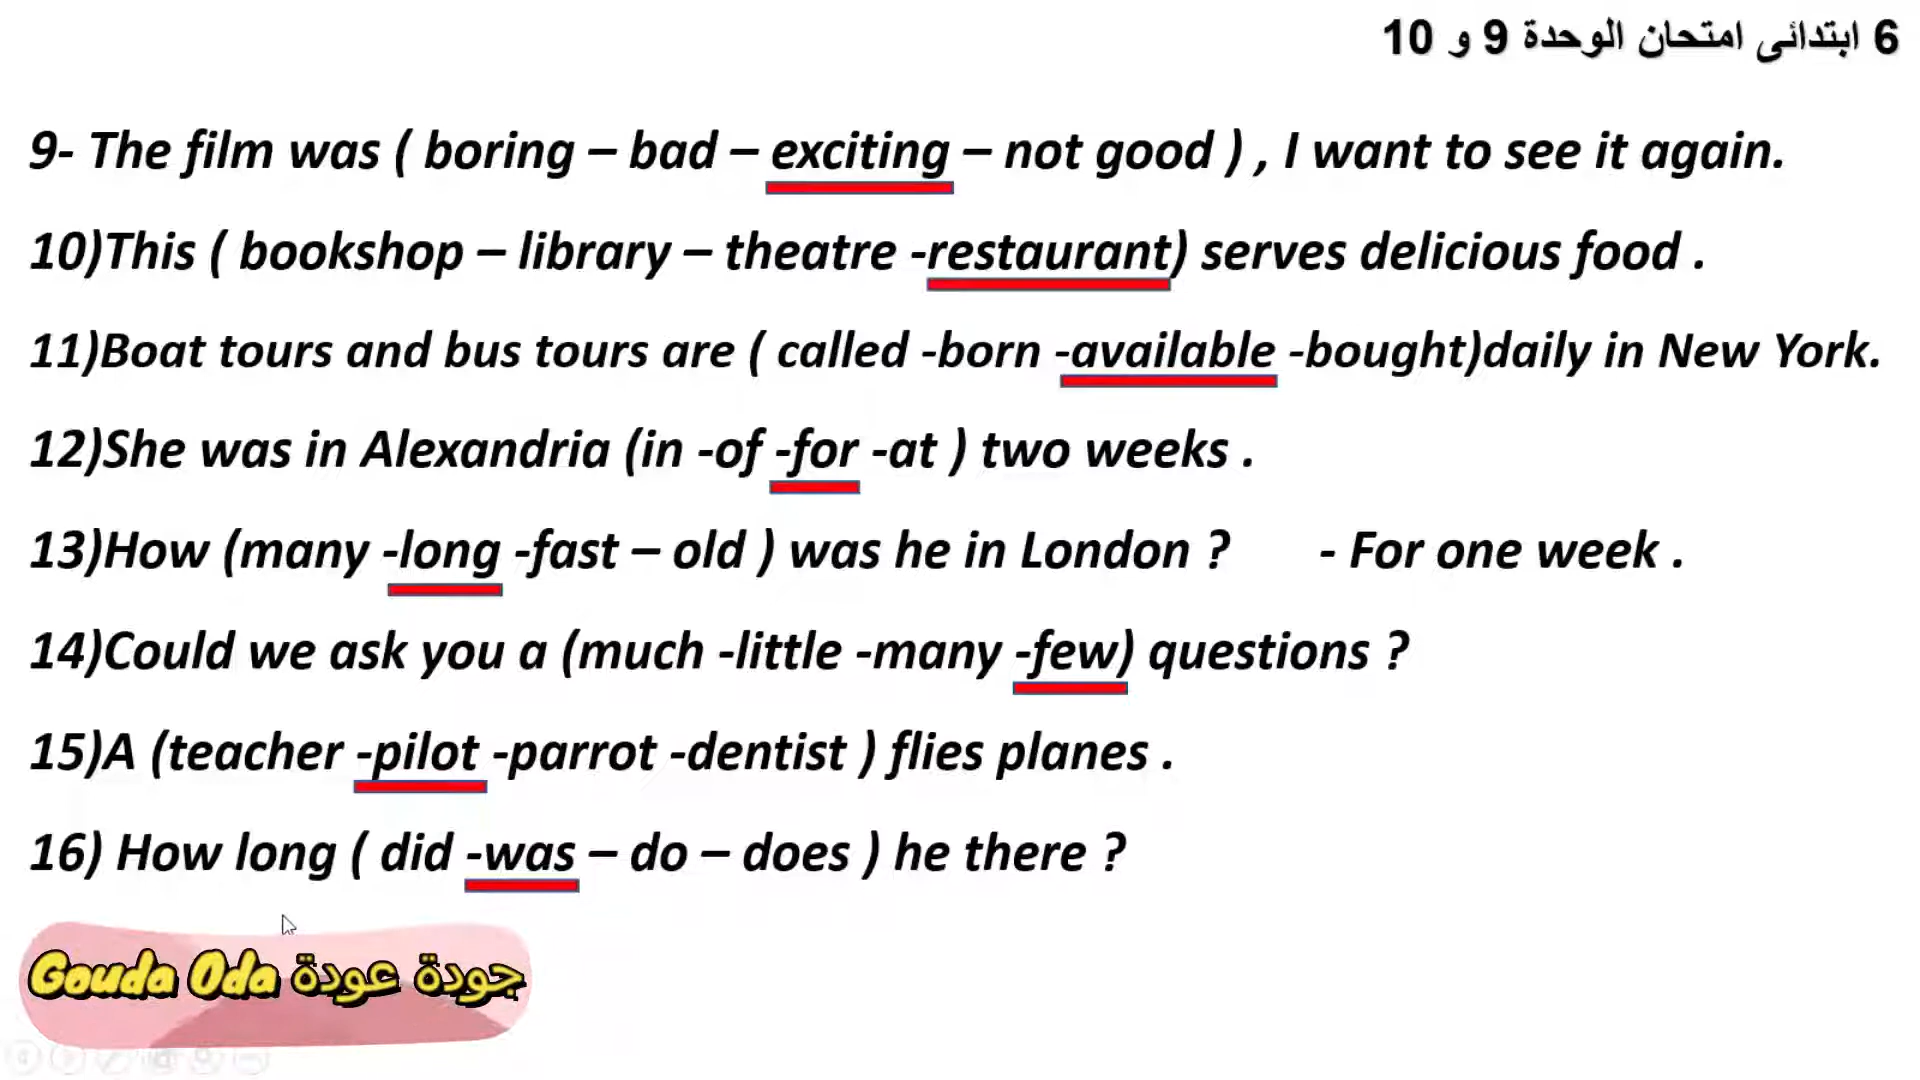 6 ابتدائى امتحان الوحدة 9 و 10
9- The film was ( boring – bad – exciting – not good ) , I want to see it again.
10)This ( bookshop – library – theatre -restaurant) serves delicious food .
11)Boat tours and bus tours are ( called -born -available -bought)daily in New York.
12)She was in Alexandria (in -of -for -at ) two weeks .
13)How (many -long -fast – old ) was he in London ? - For one week .
14)Could we ask you a (much -little -many -few) questions ?
15)A (teacher -pilot -parrot -dentist ) flies planes .
16) How long ( did -was – do – does ) he there ?
Gouda Oda جودة عودة